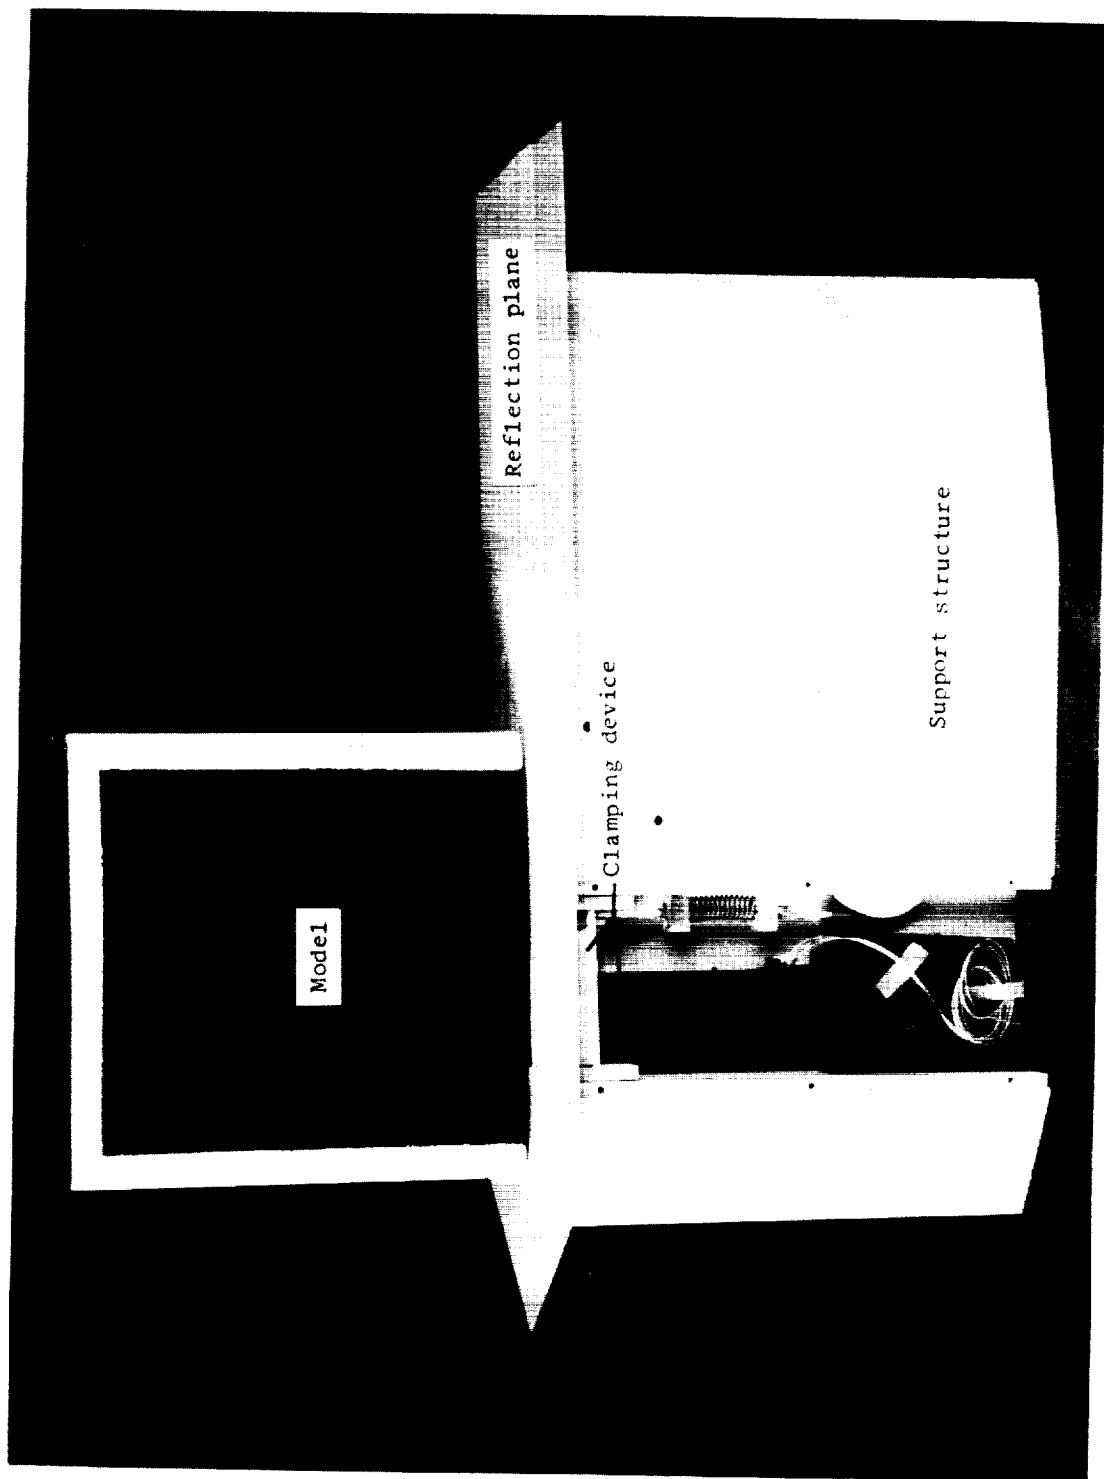 Model
Reflection plane
Clamping device
Support structure